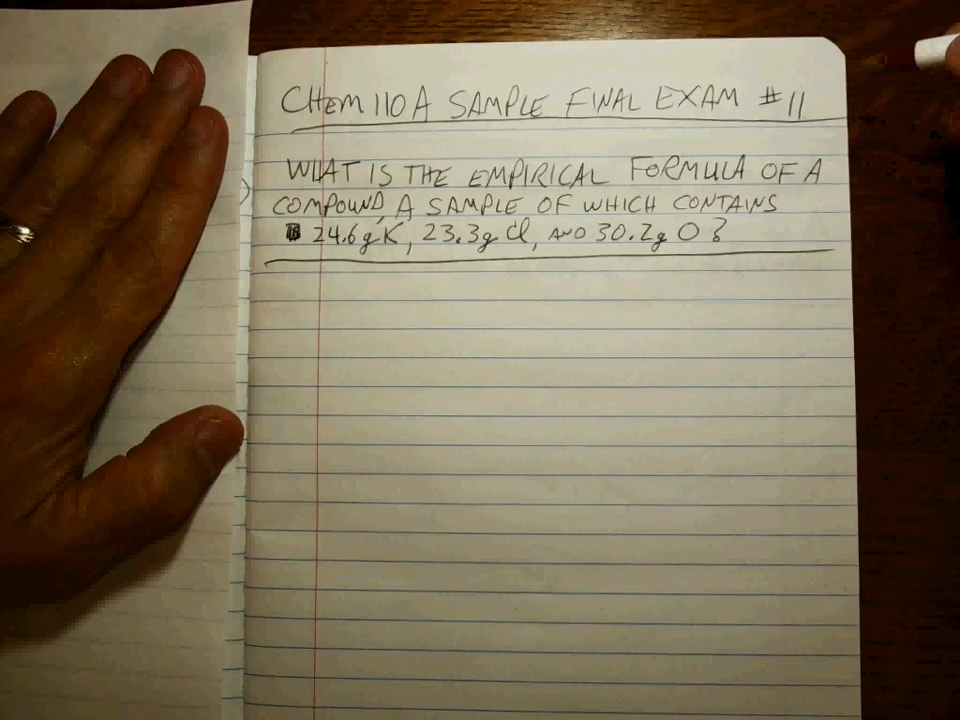 CHEM 110A SAMPLE FINAL EXAM #11
WHAT IS THE EMPIRICAL FORMULA OF A
COMPOUND, A SAMPLE OF WHICH CONTAINS
24.6g K, 23.3g Cl, AND 30.2g O?